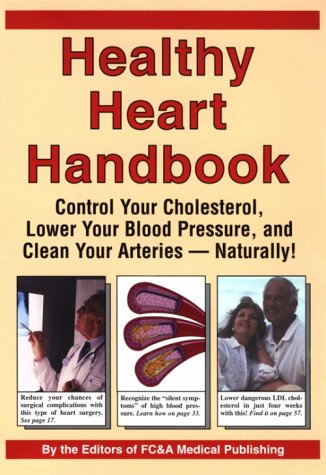 Healthy
Heart
Handbook
Control Your Cholesterol,
Lower Your Blood Pressure, and
Clean Your Arteries — Naturally!
Reduce your chances of
surgical complications with
this type of heart surgery.
See page 17.
Recognize the "silent symp-
toms" of high blood pres-
sure. Learn how on page 33.
Lower dangerous LDL chol-
esterol in just four weeks
with this! Find it on page 57.
By the Editors of FC&A Medical Publishing